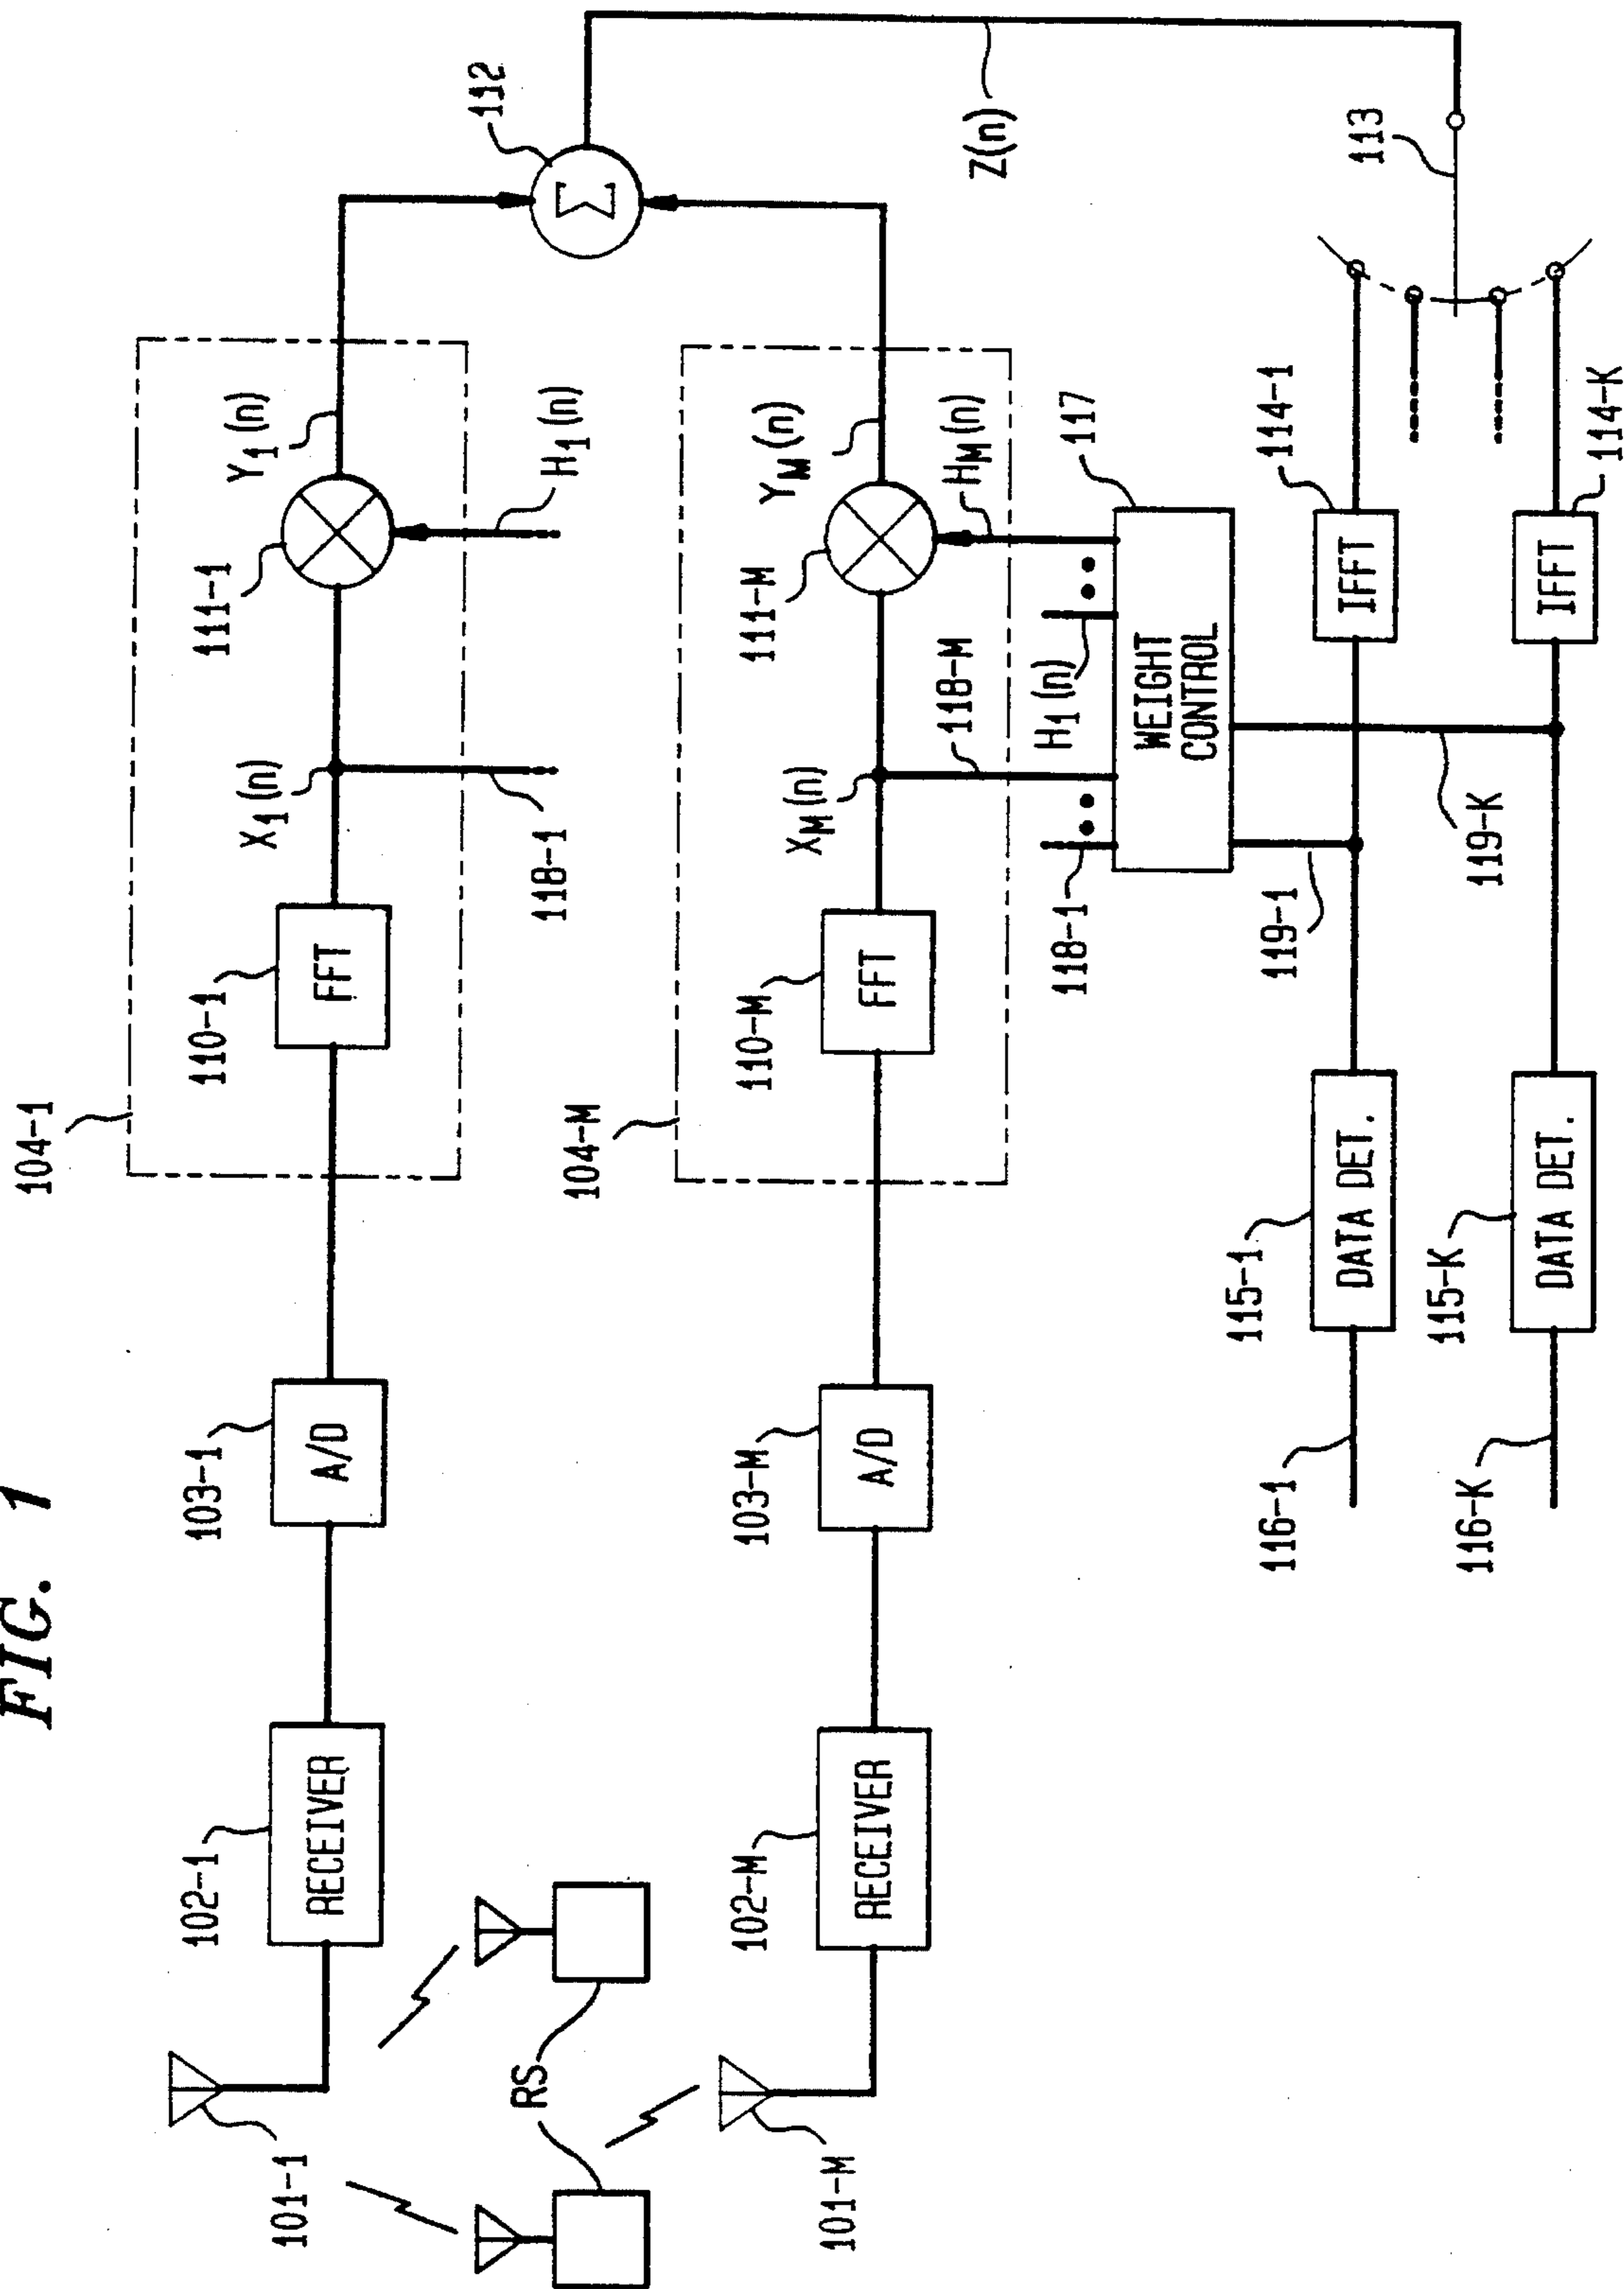 FIG. 1
104-1
110-1
FFT
X1(n)
118-1
111-1
Y1(n)
H1(n)
112
Σ
101-1
102-1
RECEIVER
103-1
A/D
RS
104-M
110-M
FFT
XM(n)
111-M
YM(n)
HM(n)
Z(n)
101-M
102-M
RECEIVER
103-M
A/D
118-1
118-M
H1(n)
117
WEIGHT
CONTROL
113
116-1
115-1
DATA DET.
119-1
IFFT
114-1
116-K
115-K
DATA DET.
119-K
IFFT
114-K